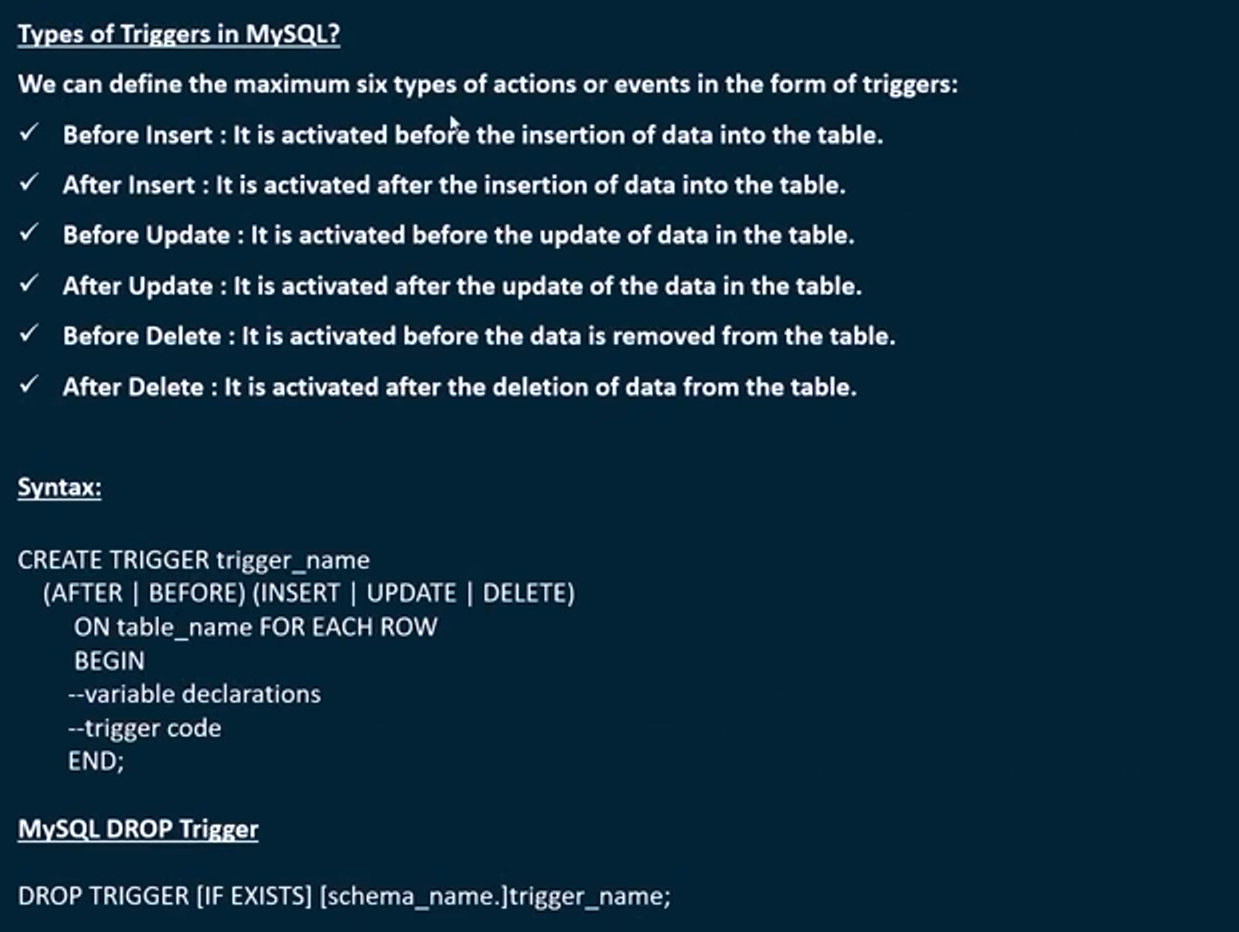 Types of Triggers in MySQL?
We can define the maximum six types of actions or events in the form of triggers:
✓ Before Insert : It is activated before the insertion of data into the table.
✓ After Insert : It is activated after the insertion of data into the table.
✓ Before Update : It is activated before the update of data in the table.
✓ After Update : It is activated after the update of the data in the table.
✓ Before Delete : It is activated before the data is removed from the table.
✓ After Delete : It is activated after the deletion of data from the table.
Syntax:
CREATE TRIGGER trigger_name
(AFTER | BEFORE) (INSERT | UPDATE | DELETE)
ON table_name FOR EACH ROW
BEGIN
--variable declarations
--trigger code
END;
MySQL DROP Trigger
DROP TRIGGER [IF EXISTS] [schema_name.]trigger_name;